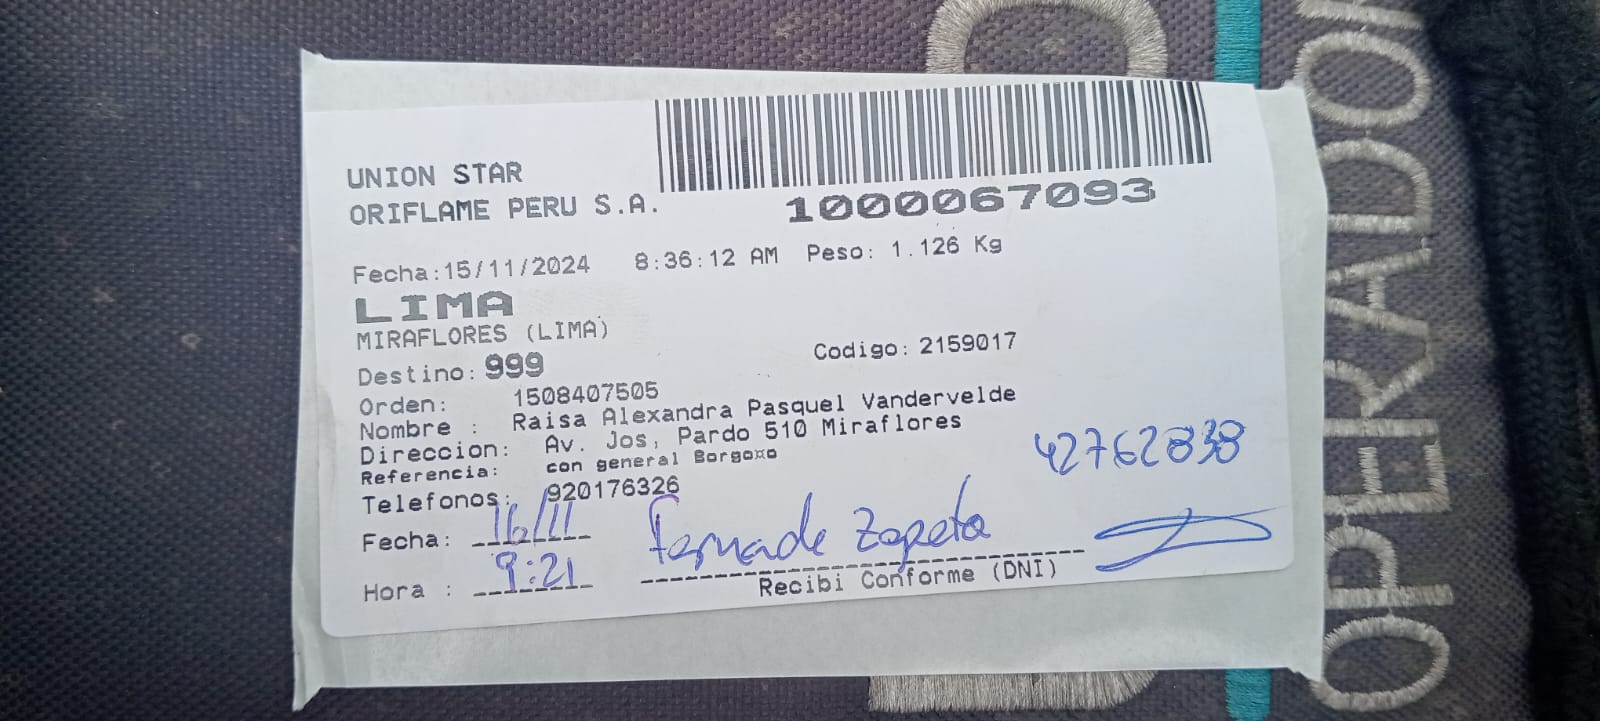 UNION STAR
ORIFLAME PERU S.A.
1000067093
Fecha:15/11/2024 8:36:12 AM Peso: 1.126 Kg
LIMA
MIRAFLORES (LIMA)
Destino: 999 Codigo: 2159017
Orden: 1508407505
Nombre : Raisa Alexandra Pasquel Vandervelde
Direccion: Av. Jos, Pardo 510 Miraflores
Referencia: con general Borgoxo
Telefonos: 920176326
42762838
Fecha: 16/11
Zapata
Hora : 9:21
Recibi Conforme (DNI)
OPERADOR